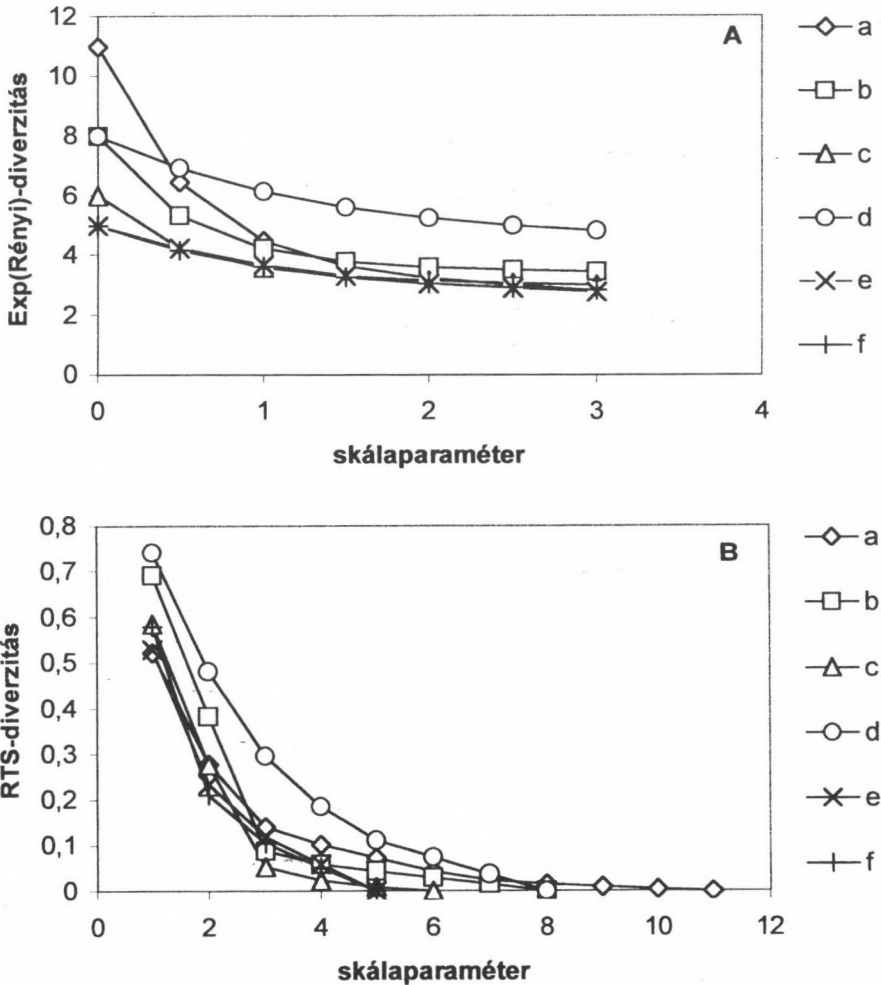 12
10
8
6
4
2
0
Exp(Rényi)-diverzitás
A
0 1 2 3 4
skálaparaméter
a
b
c
d
e
f
0,8
0,7
0,6
0,5
0,4
0,3
0,2
0,1
0
RTS-diverzitás
B
0 2 4 6 8 10 12
skálaparaméter
a
b
c
d
e
f